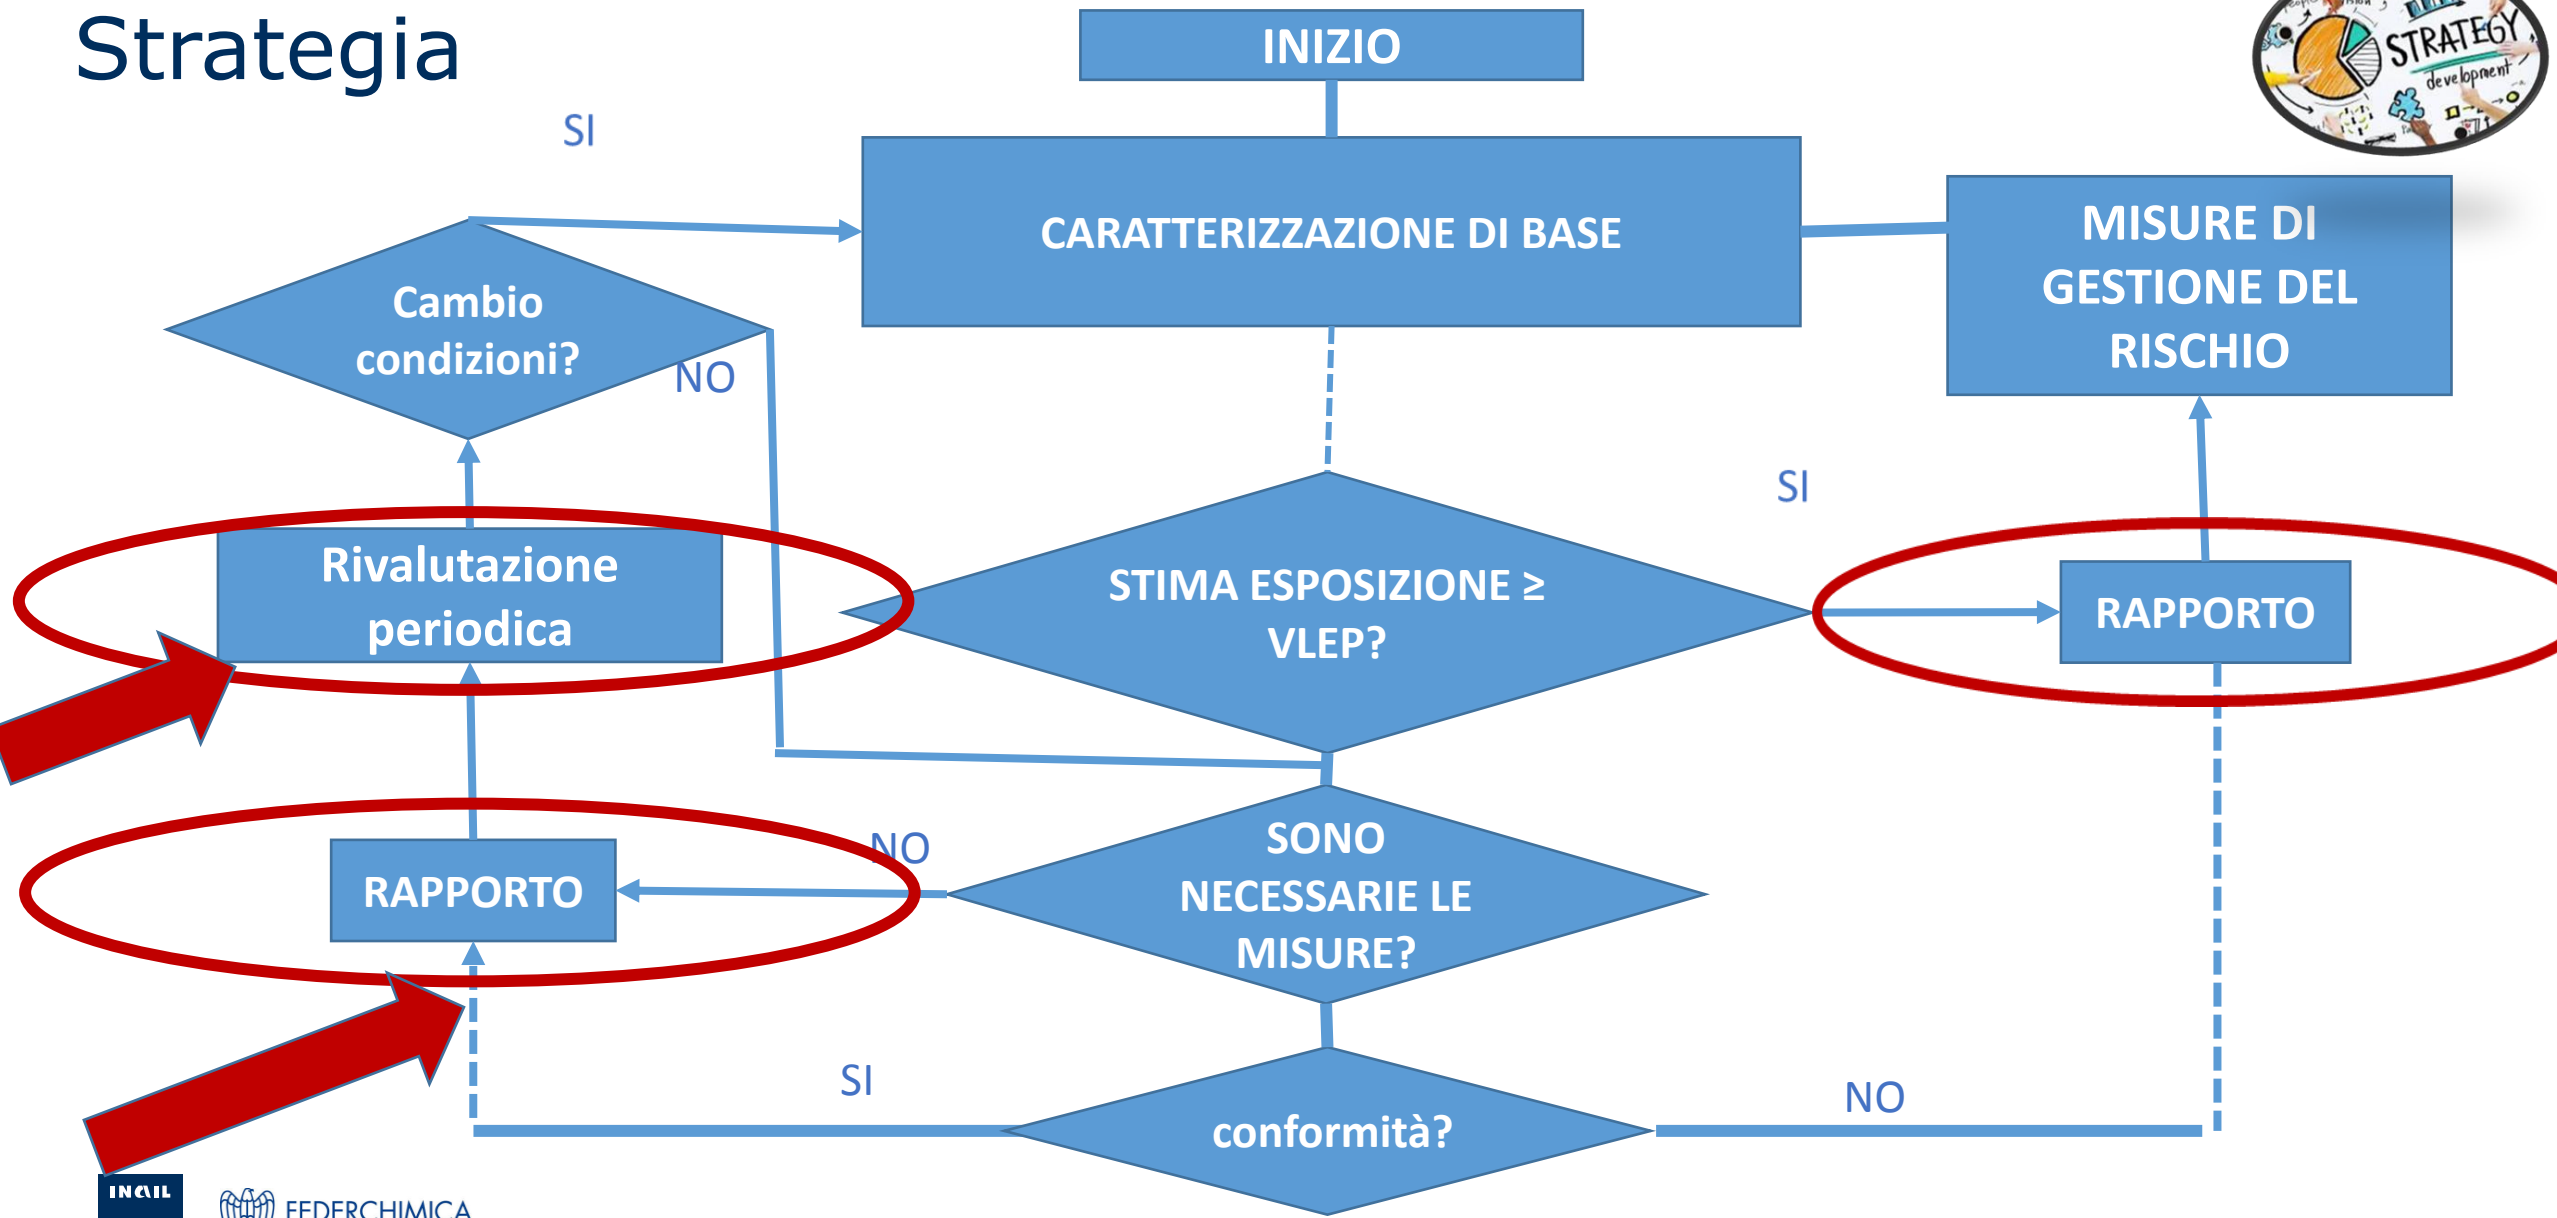 Strategia
INIZIO
STRATEGY
development
SI
CARATTERIZZAZIONE DI BASE
MISURE DI
GESTIONE DEL
RISCHIO
Cambio
condizioni?
NO
SI
Rivalutazione
periodica
STIMA ESPOSIZIONE ≥
VLEP?
RAPPORTO
NO
SONO
NECESSARIE LE
MISURE?
RAPPORTO
SI
conformità?
NO
INAIL
FEDERCHIMICA